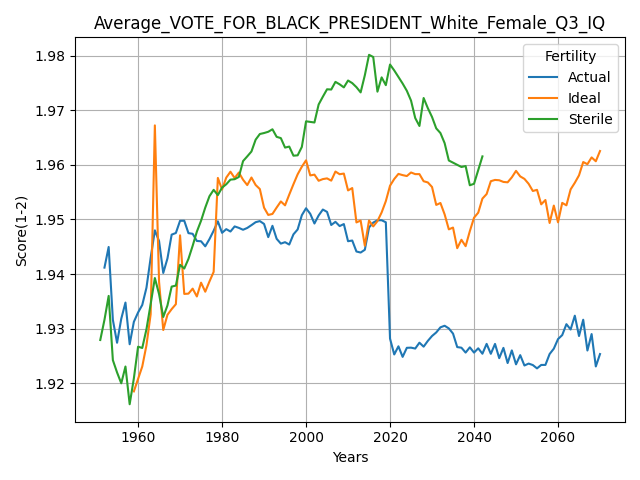 Average_VOTE_FOR_BLACK_PRESIDENT_White_Female_Q3_IQ
Fertility
Actual
Ideal
Sterile
Score(1-2)
1.98
1.97
1.96
1.95
1.94
1.93
1.92
1960 1980 2000 2020 2040 2060
Years